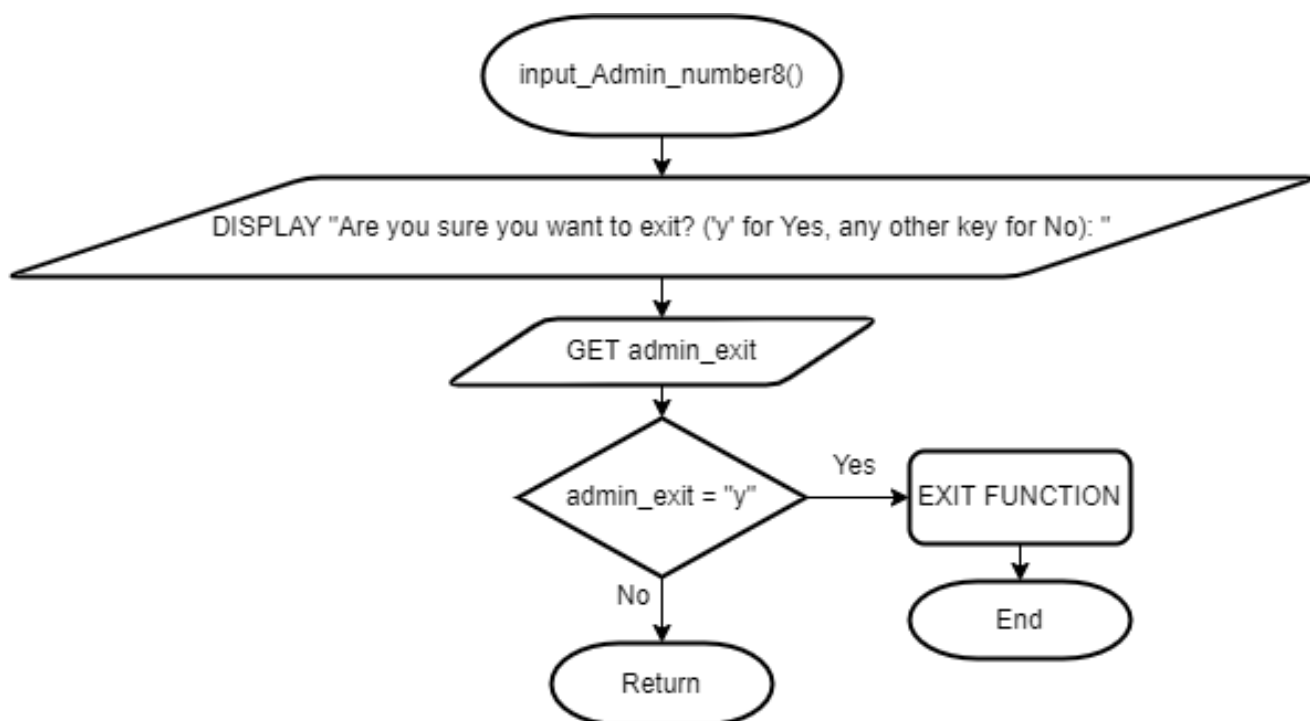 input_Admin_number8()
DISPLAY "Are you sure you want to exit? ('y' for Yes, any other key for No): "
GET admin_exit
admin_exit = "y"
Yes
EXIT FUNCTION
No
End
Return